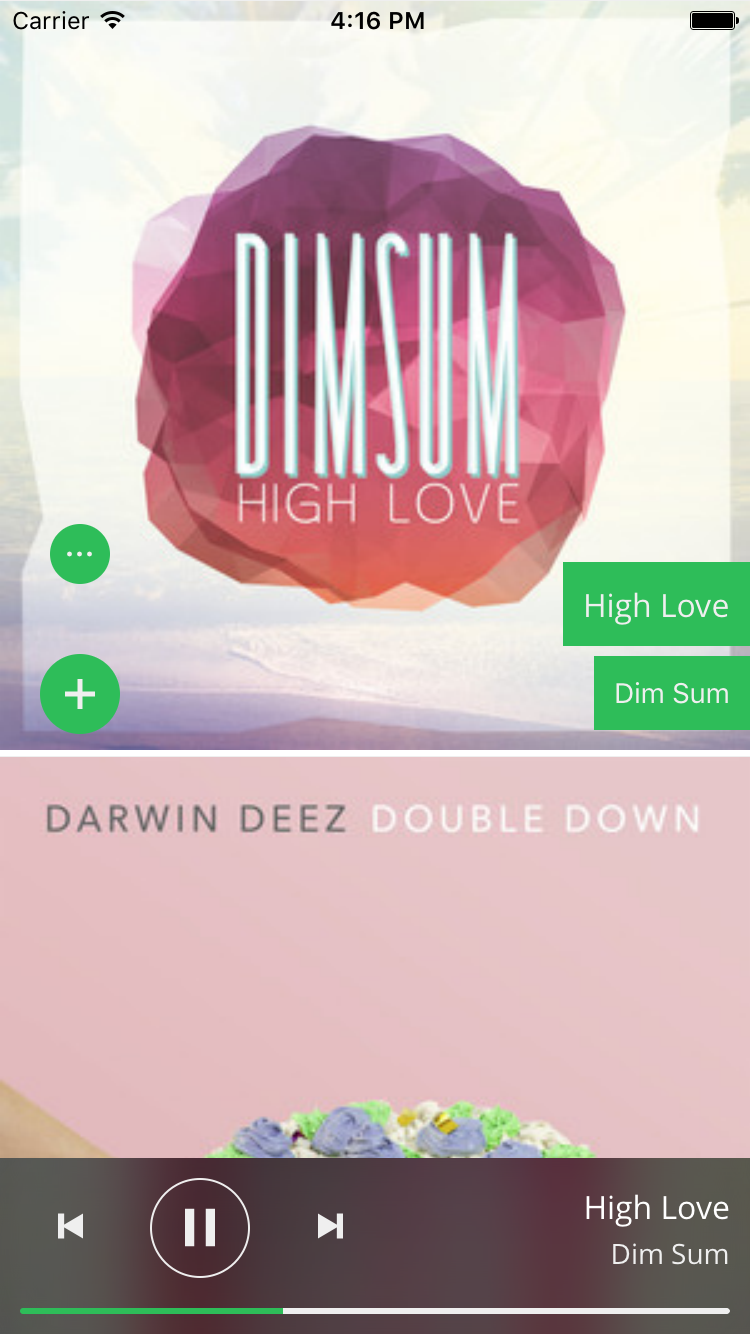 Carrier 4:16 PM
DIMSUM
HIGH LOVE
High Love
Dim Sum
DARWIN DEEZ DOUBLE DOWN
High Love
Dim Sum